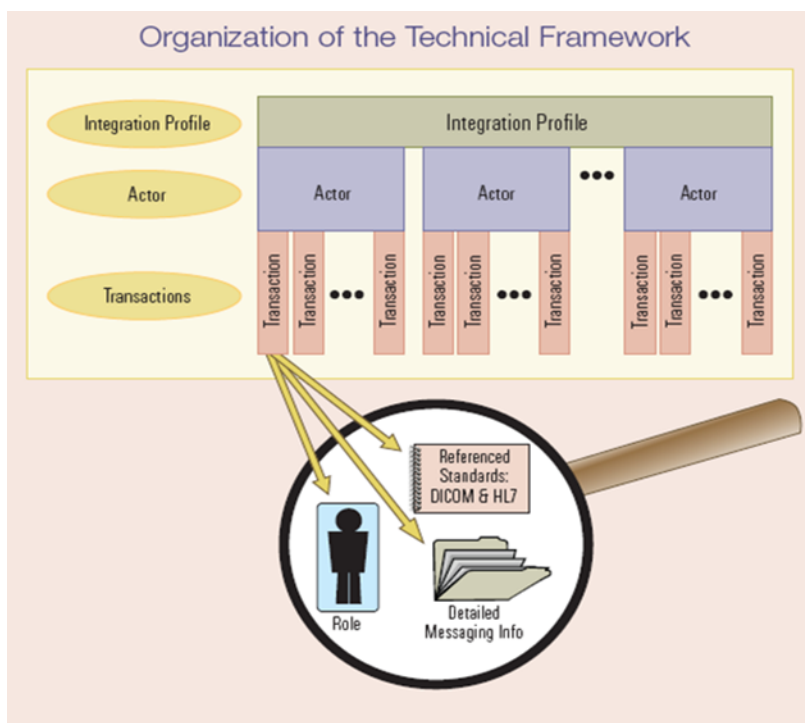 Organization of the Technical Framework
Integration Profile
Integration Profile
Actor
Actor
Actor
Actor
Transactions
Transaction
Transaction
Transaction
Transaction
Transaction
Transaction
Transaction
Transaction
Transaction
Referenced
Standards:
DICOM & HL7
Role
Detailed
Messaging Info